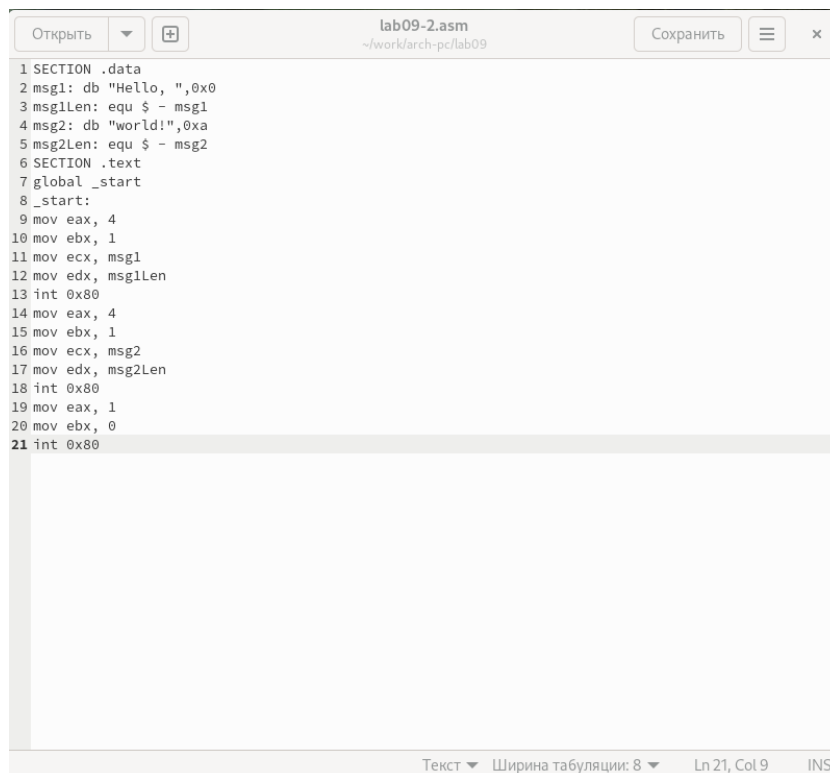 Открыть
lab09-2.asm
~/work/arch-pc/lab09
Сохранить
1 SECTION .data
2 msg1: db "Hello, ",0x0
3 msg1Len: equ $ - msg1
4 msg2: db "world!",0xa
5 msg2Len: equ $ - msg2
6 SECTION .text
7 global _start
8 _start:
9 mov eax, 4
10 mov ebx, 1
11 mov ecx, msg1
12 mov edx, msg1Len
13 int 0x80
14 mov eax, 4
15 mov ebx, 1
16 mov ecx, msg2
17 mov edx, msg2Len
18 int 0x80
19 mov eax, 1
20 mov ebx, 0
21 int 0x80
Текст Ширина табуляции: 8 Ln 21, Col 9 INS